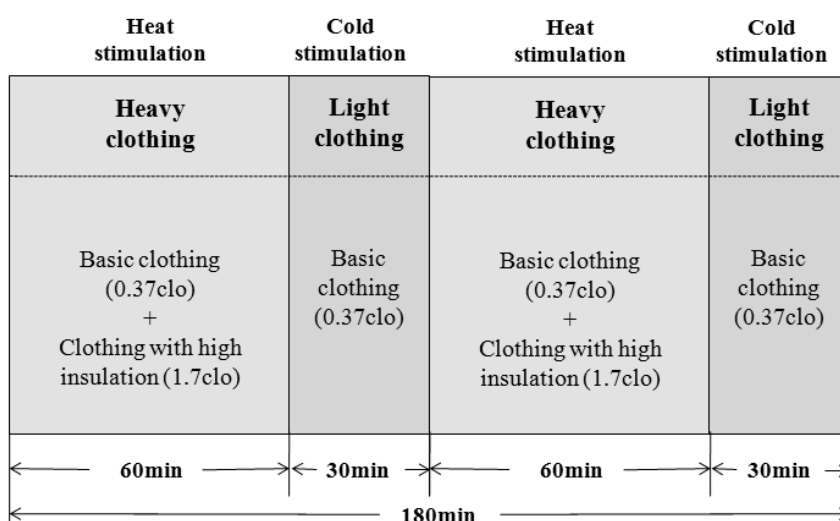 Heat
stimulation
Cold
stimulation
Heat
stimulation
Cold
stimulation
Heavy
clothing
Light
clothing
Heavy
clothing
Light
clothing
Basic clothing
(0.37clo)
+
Clothing with high
insulation (1.7clo)
Basic
clothing
(0.37clo)
Basic clothing
(0.37clo)
+
Clothing with high
insulation (1.7clo)
Basic
clothing
(0.37clo)
60min
30min
60min
30min
180min